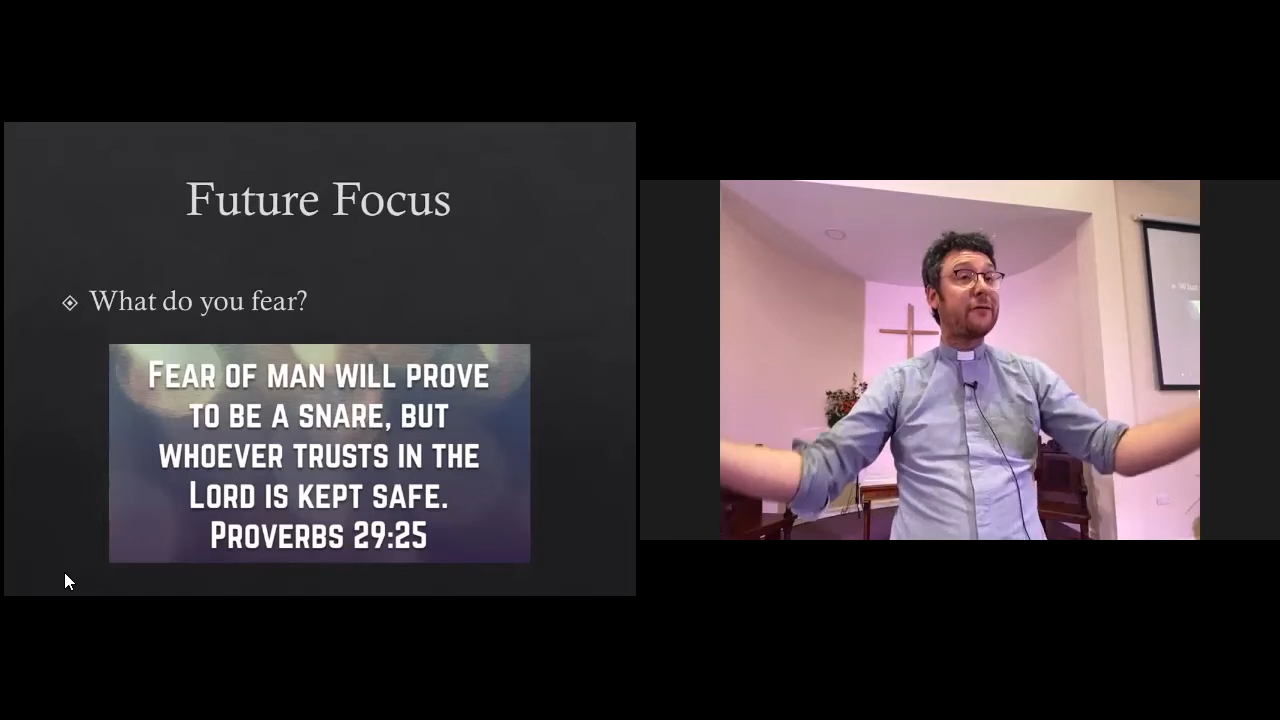 Future Focus
What do you fear?
FEAR OF MAN WILL PROVE
TO BE A SNARE, BUT
WHOEVER TRUSTS IN THE
LORD IS KEPT SAFE.
PROVERBS 29:25